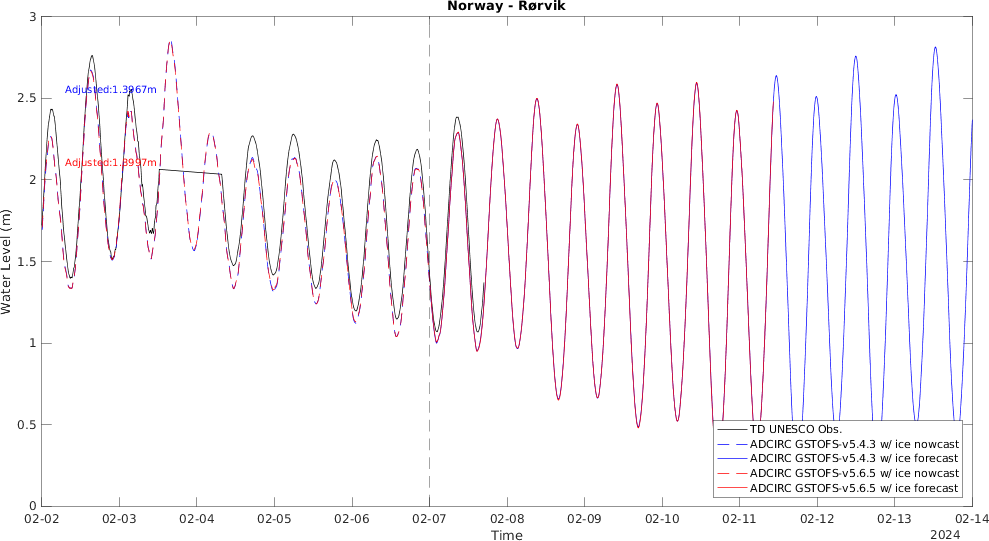 Norway - Rørvik
3
2.5
2
1.5
1
0.5
0
Water Level (m)
Adjusted:1.3967m
Adjusted:1.3997m
TD UNESCO Obs.
ADCIRC GSTOFS-v5.4.3 w/ ice nowcast
ADCIRC GSTOFS-v5.4.3 w/ ice forecast
ADCIRC GSTOFS-v5.6.5 w/ ice nowcast
ADCIRC GSTOFS-v5.6.5 w/ ice forecast
02-02 02-03 02-04 02-05 02-06 02-07 02-08 02-09 02-10 02-11 02-12 02-13 02-14
Time
2024